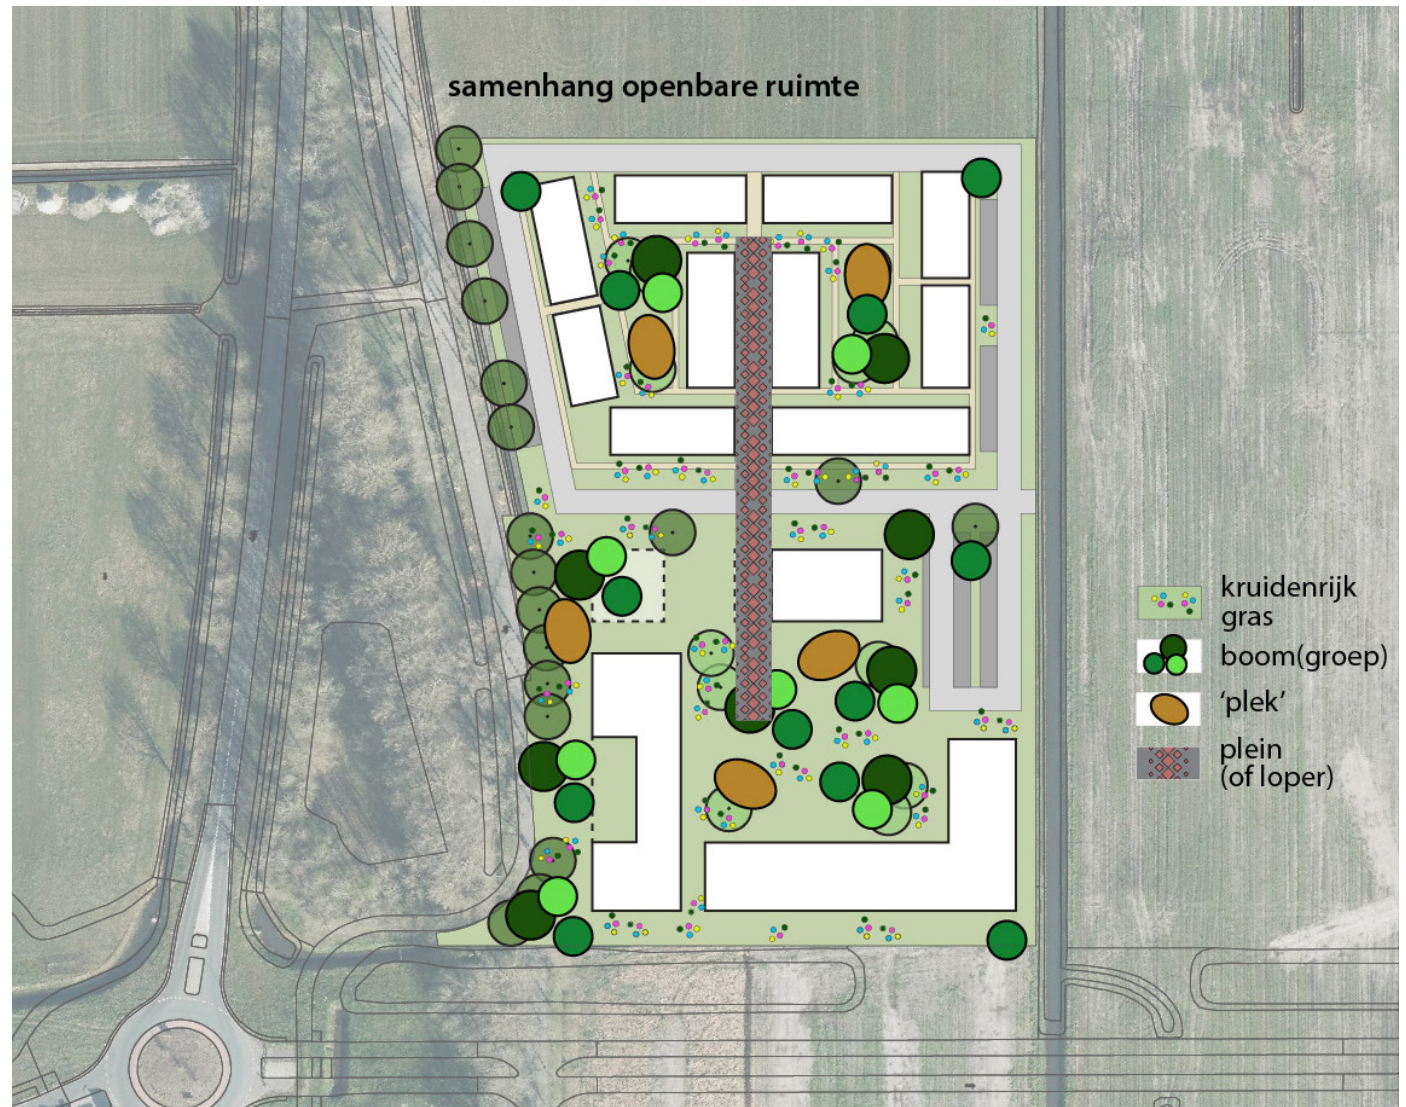 samenhang openbare ruimte
kruidenrijk
gras
boom(groep)
‘plek’
plein
(of loper)